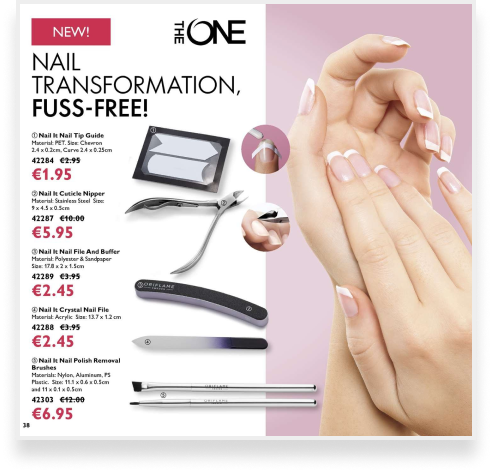 NEW!
THE ONE
NAIL
TRANSFORMATION,
FUSS-FREE!
① Nail It Nail Tip Guide
Material: PET. Size: Chevron
2.4 x 0.2cm, Curve 2.4 x 0.25cm
42284 €2.95
€1.95
② Nail It Cuticle Nipper
Material: Stainless Steel Size:
9 x 4.5 x 0.5cm
42287 €10.00
€5.95
③ Nail It Nail File And Buffer
Material: Polyester & Sandpaper
Size: 17.8 x 2 x 1.5cm
42289 €3.95
€2.45
④ Nail It Crystal Nail File
Material: Acrylic Size: 13.7 x 1.2 cm
42288 €3.95
€2.45
⑤ Nail It Nail Polish Removal
Brushes
Materials: Nylon, Aluminum, PS
Plastic. Size: 11.1 x 0.6 x 0.5cm
and 11 x 0.1 x 0.5cm
42303 €12.00
€6.95
38
①
②
③ ORIFLAME
④
ORIFLAME
⑤